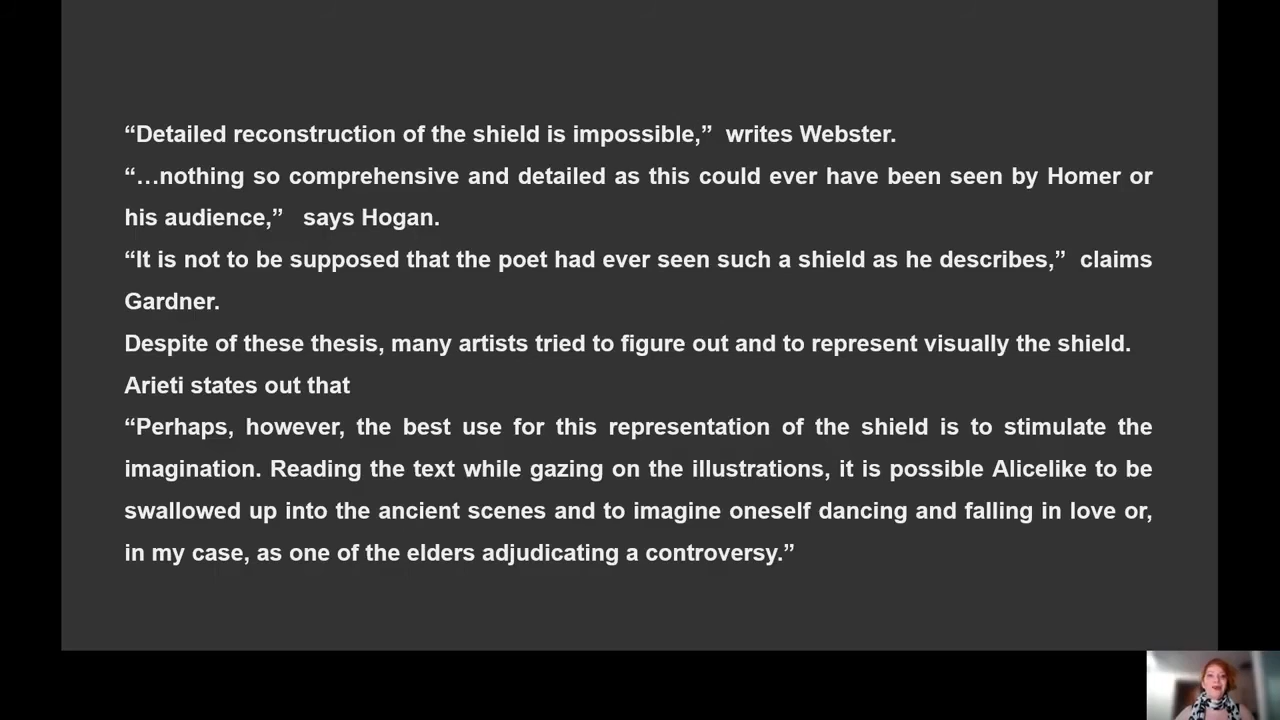 “Detailed reconstruction of the shield is impossible,” writes Webster.
“…nothing so comprehensive and detailed as this could ever have been seen by Homer or
his audience,” says Hogan.
“It is not to be supposed that the poet had ever seen such a shield as he describes,” claims
Gardner.
Despite of these thesis, many artists tried to figure out and to represent visually the shield.
Arieti states out that
“Perhaps, however, the best use for this representation of the shield is to stimulate the
imagination. Reading the text while gazing on the illustrations, it is possible Alicelike to be
swallowed up into the ancient scenes and to imagine oneself dancing and falling in love or,
in my case, as one of the elders adjudicating a controversy.”